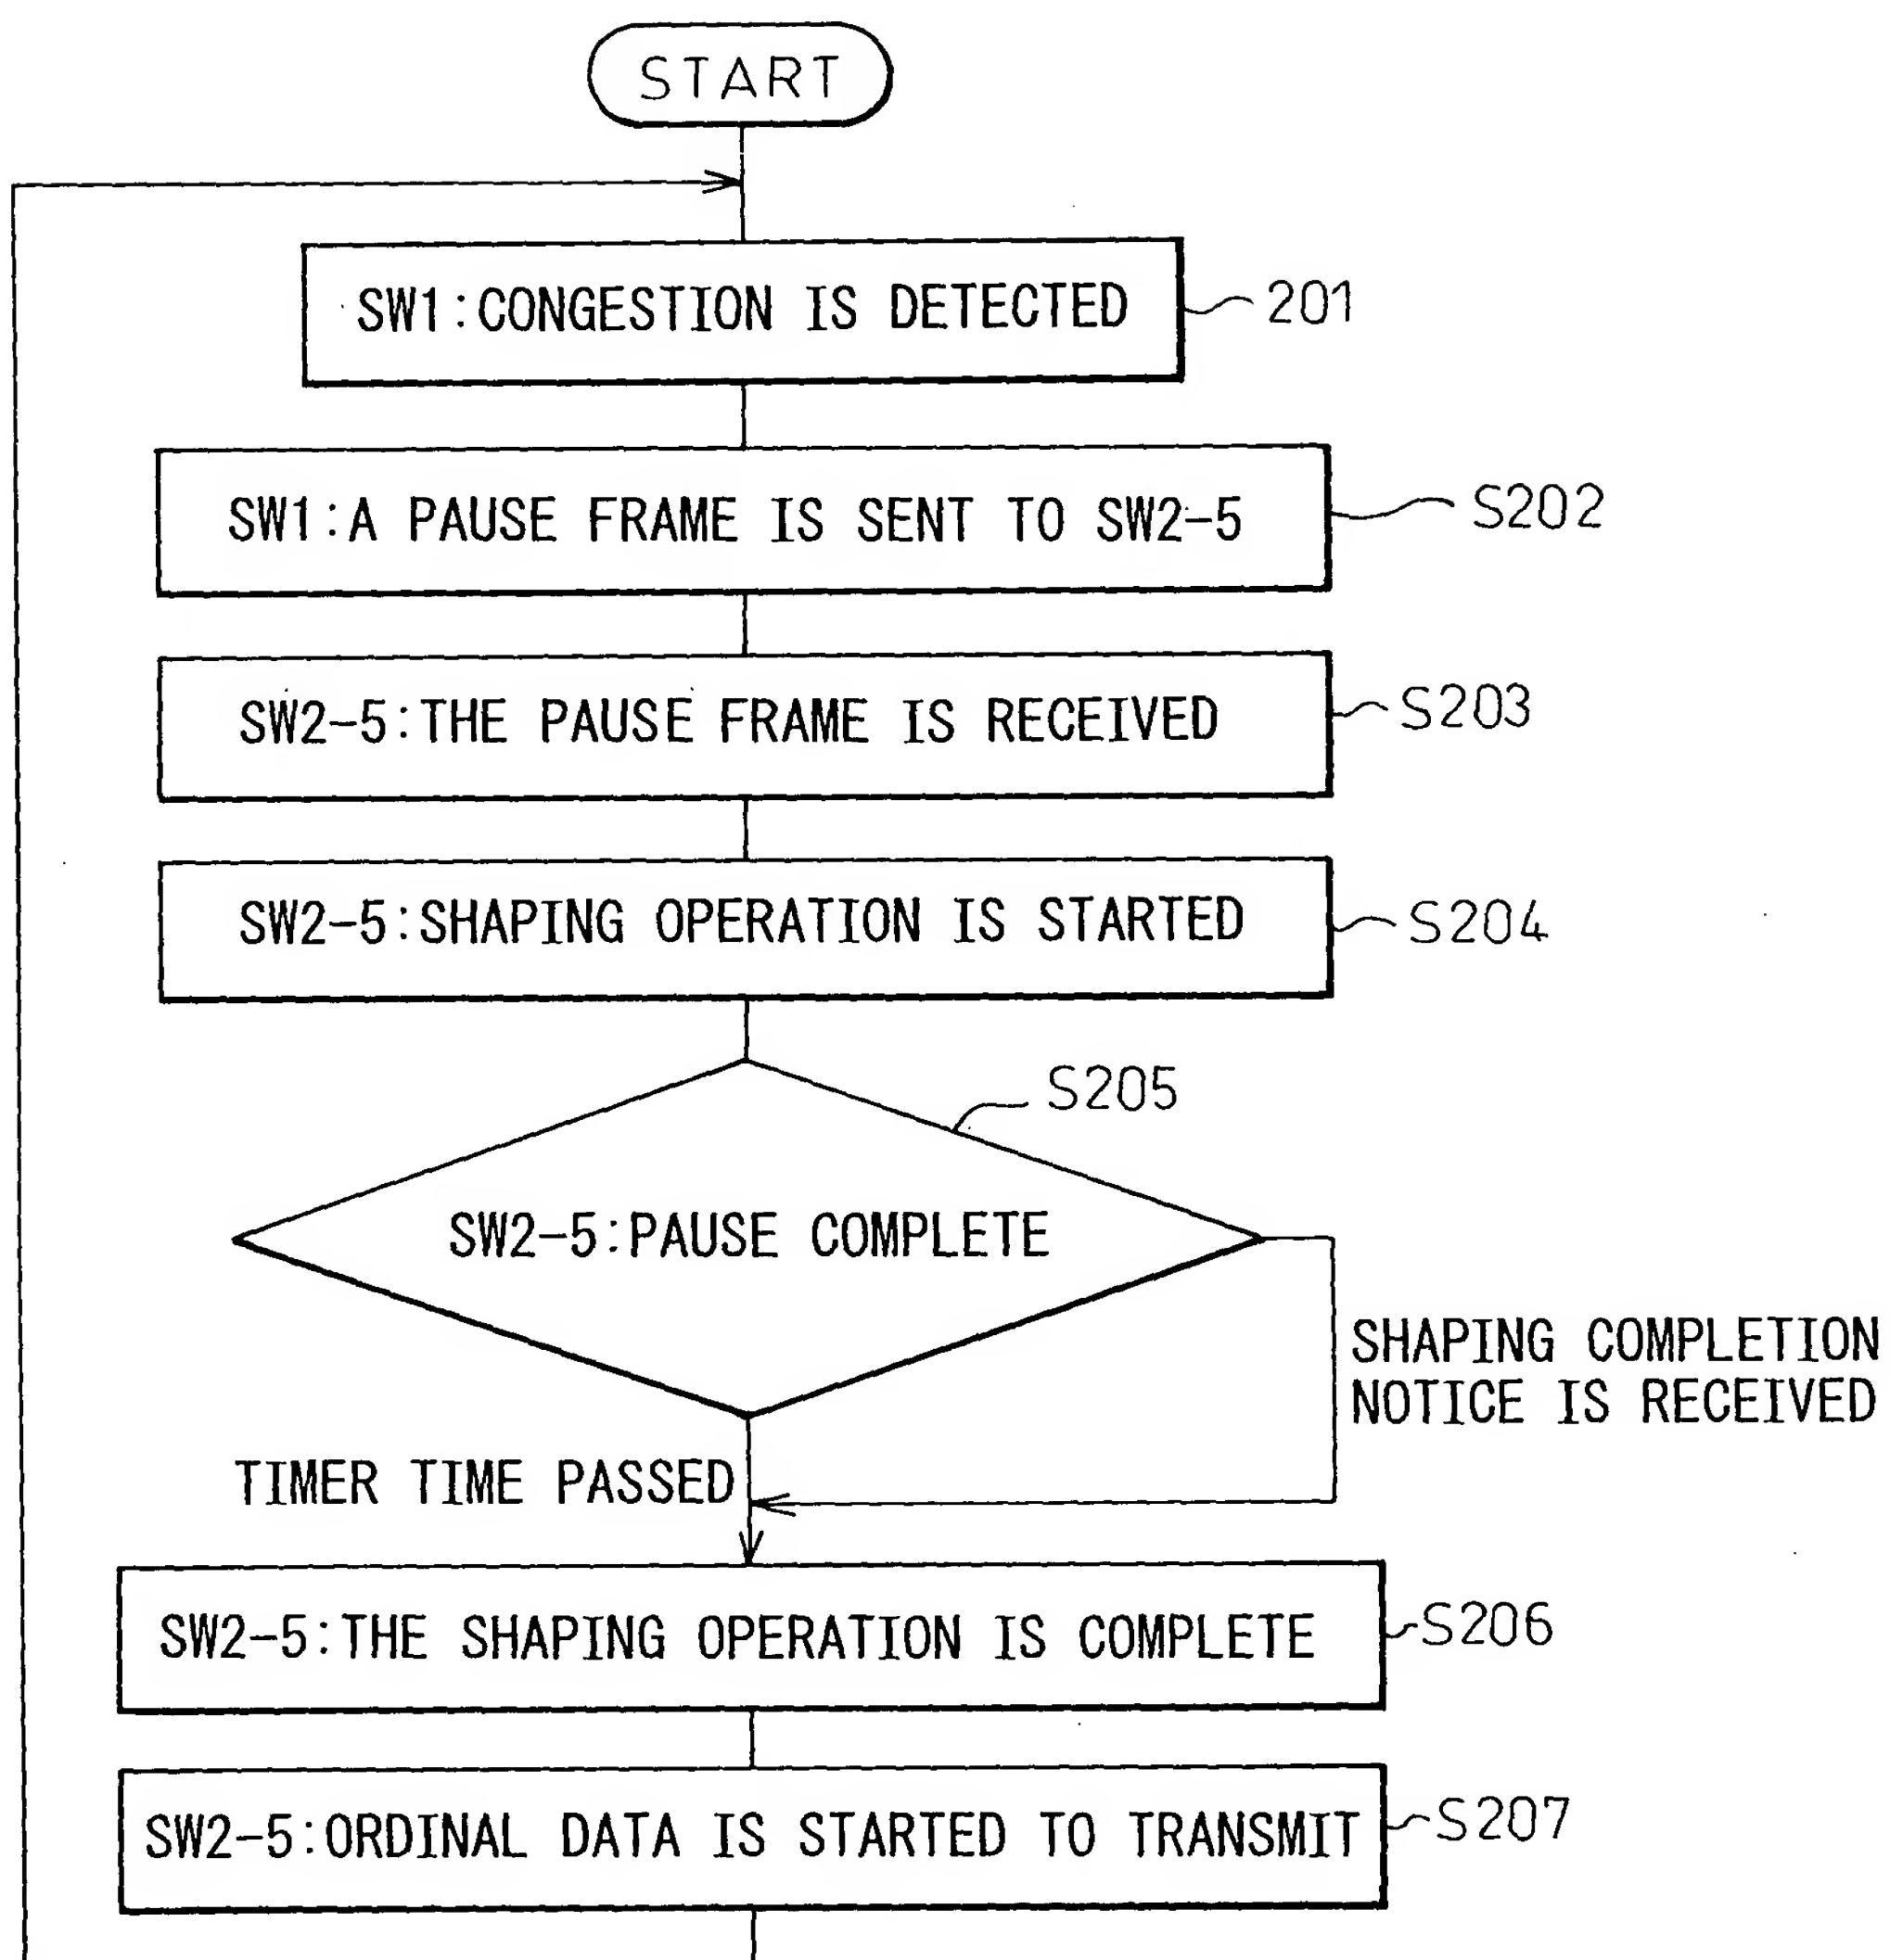 START
SW1:CONGESTION IS DETECTED
201
SW1:A PAUSE FRAME IS SENT TO SW2-5
S202
SW2-5:THE PAUSE FRAME IS RECEIVED
S203
SW2-5:SHAPING OPERATION IS STARTED
S204
S205
SW2-5:PAUSE COMPLETE
SHAPING COMPLETION
NOTICE IS RECEIVED
TIMER TIME PASSED
SW2-5:THE SHAPING OPERATION IS COMPLETE
S206
SW2-5:ORDINAL DATA IS STARTED TO TRANSMIT
S207